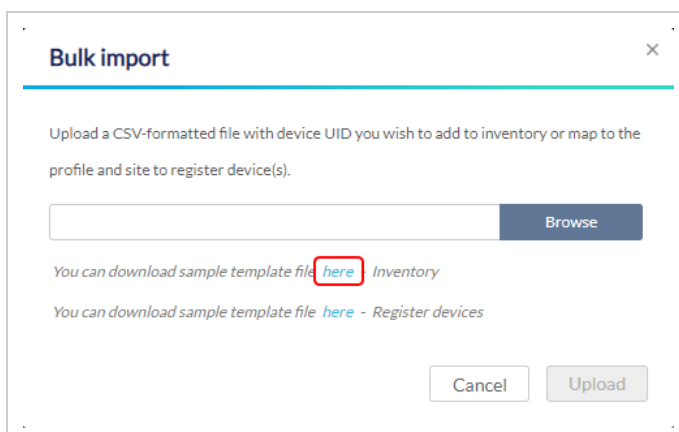 Bulk import
Upload a CSV-formatted file with device UID you wish to add to inventory or map to the
profile and site to register device(s).
Browse
You can download sample template file here - Inventory
You can download sample template file here - Register devices
Cancel
Upload